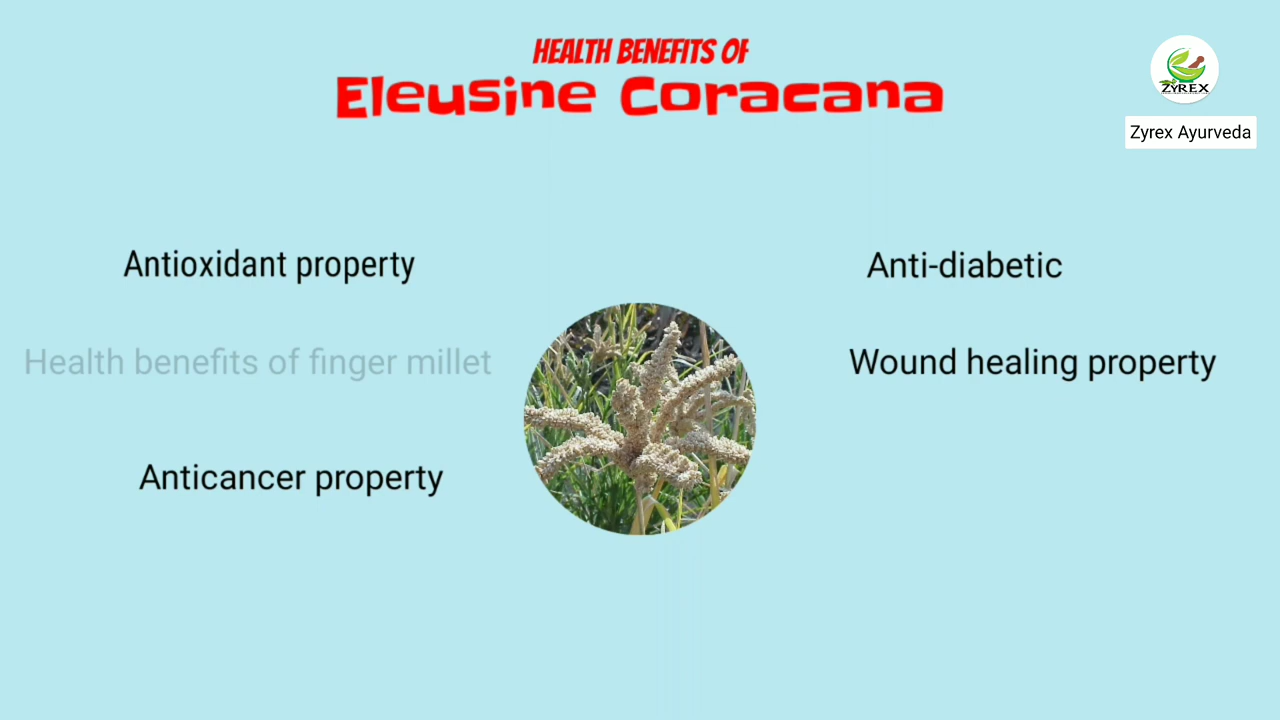 HEALTH BENEFITS OF
Eleusine Coracana
ZYREX
Zyrex Ayurveda
Antioxidant property
Anti-diabetic
Health benefits of finger millet
Wound healing property
Anticancer property